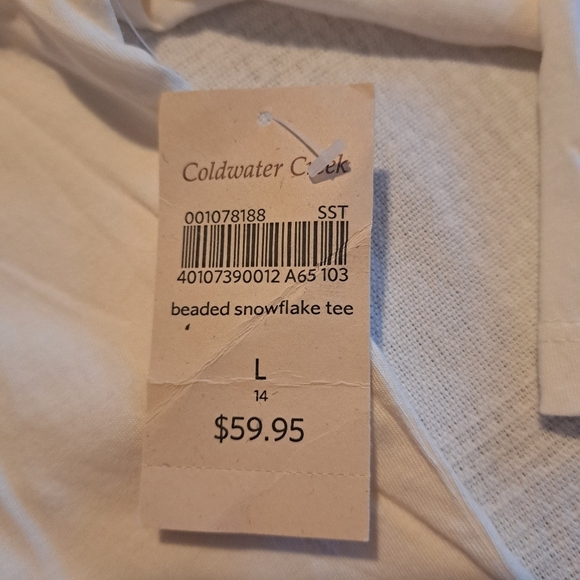 Coldwater Creek
001078188 SST
40107390012 A65 103
beaded snowflake tee
L
14
$59.95